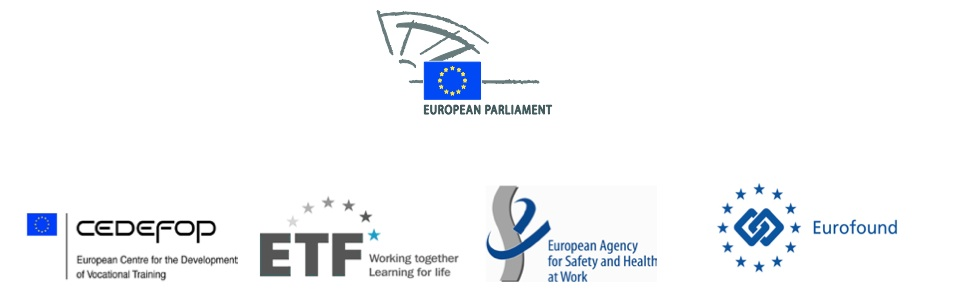 EUROPEAN PARLIAMENT
CEDEFOP
European Centre for the Development
of Vocational Training
ETF
Working together
Learning for life
European Agency
for Safety and Health
at Work
Eurofound